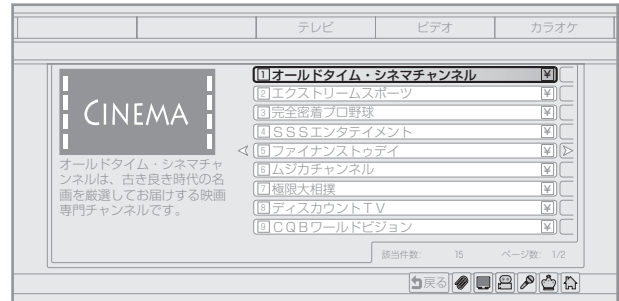 テレビ ビデオ カラオケ
CINEMA
オールドタイム・シネマチャ
ンネルは、古き良き時代の名
画を厳選してお届けする映画
専門チャンネルです。
1 オールドタイム・シネマチャンネル ¥
2 エクストリームスポーツ ¥
3 完全密着プロ野球 ¥
4 SSSエンタテイメント ¥
5 ファイナンストゥデイ ¥
6 ムジカチャンネル ¥
7 極限大相撲 ¥
8 ディスカウントTV ¥
9 CQBワールドビジョン ¥
該当件数: 15 ページ数: 1/2
戻る